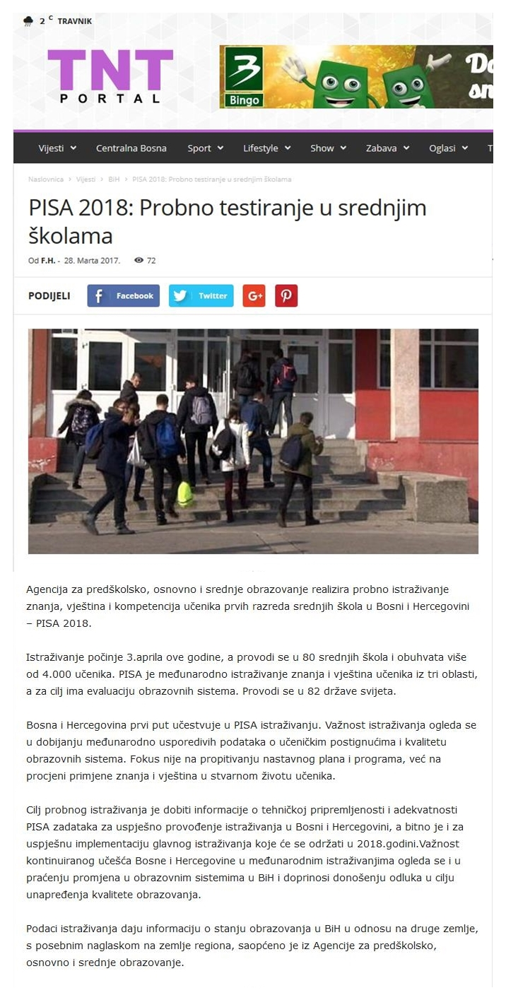 2 C TRAVNIK
TNT
PORTAL
Bingo
Vijesti Centralna Bosna Sport Lifestyle Show Zabava Oglasi T
Naslovnica › Vijesti › BiH › PISA 2018: Probno testiranje u srednjim školama
PISA 2018: Probno testiranje u srednjim
školama
Od F.H. - 28. Marta 2017. 72
PODIJELI Facebook Twitter G+
Agencija za predškolsko, osnovno i srednje obrazovanje realizira probno istraživanje
znanja, vještina i kompetencija učenika prvih razreda srednjih škola u Bosni i Hercegovini
– PISA 2018.
Istraživanje počinje 3.aprila ove godine, a provodi se u 80 srednjih škola i obuhvata više
od 4.000 učenika. PISA je međunarodno istraživanje znanja i vještina učenika iz tri oblasti,
a za cilj ima evaluaciju obrazovnih sistema. Provodi se u 82 države svijeta.
Bosna i Hercegovina prvi put učestvuje u PISA istraživanju. Važnost istraživanja ogleda se
u dobijanju međunarodno usporedivih podataka o učeničkim postignućima i kvalitetu
obrazovnih sistema. Fokus nije na propitivanju nastavnog plana i programa, već na
procjeni primjene znanja i vještina u stvarnom životu učenika.
Cilj probnog istraživanja je dobiti informacije o tehničkoj pripremljenosti i adekvatnosti
PISA zadataka za uspješno provođenje istraživanja u Bosni i Hercegovini, a bitno je i za
uspješnu implementaciju glavnog istraživanja koje će se održati u 2018.godini.Važnost
kontinuiranog učešća Bosne i Hercegovine u međunarodnim istraživanjima ogleda se i u
praćenju promjena u obrazovnim sistemima u BiH i doprinosi donošenju odluka u cilju
unapređenja kvalitete obrazovanja.
Podaci istraživanja daju informaciju o stanju obrazovanja u BiH u odnosu na druge zemlje,
s posebnim naglaskom na zemlje regiona, saopćeno je iz Agencije za predškolsko,
osnovno i srednje obrazovanje.